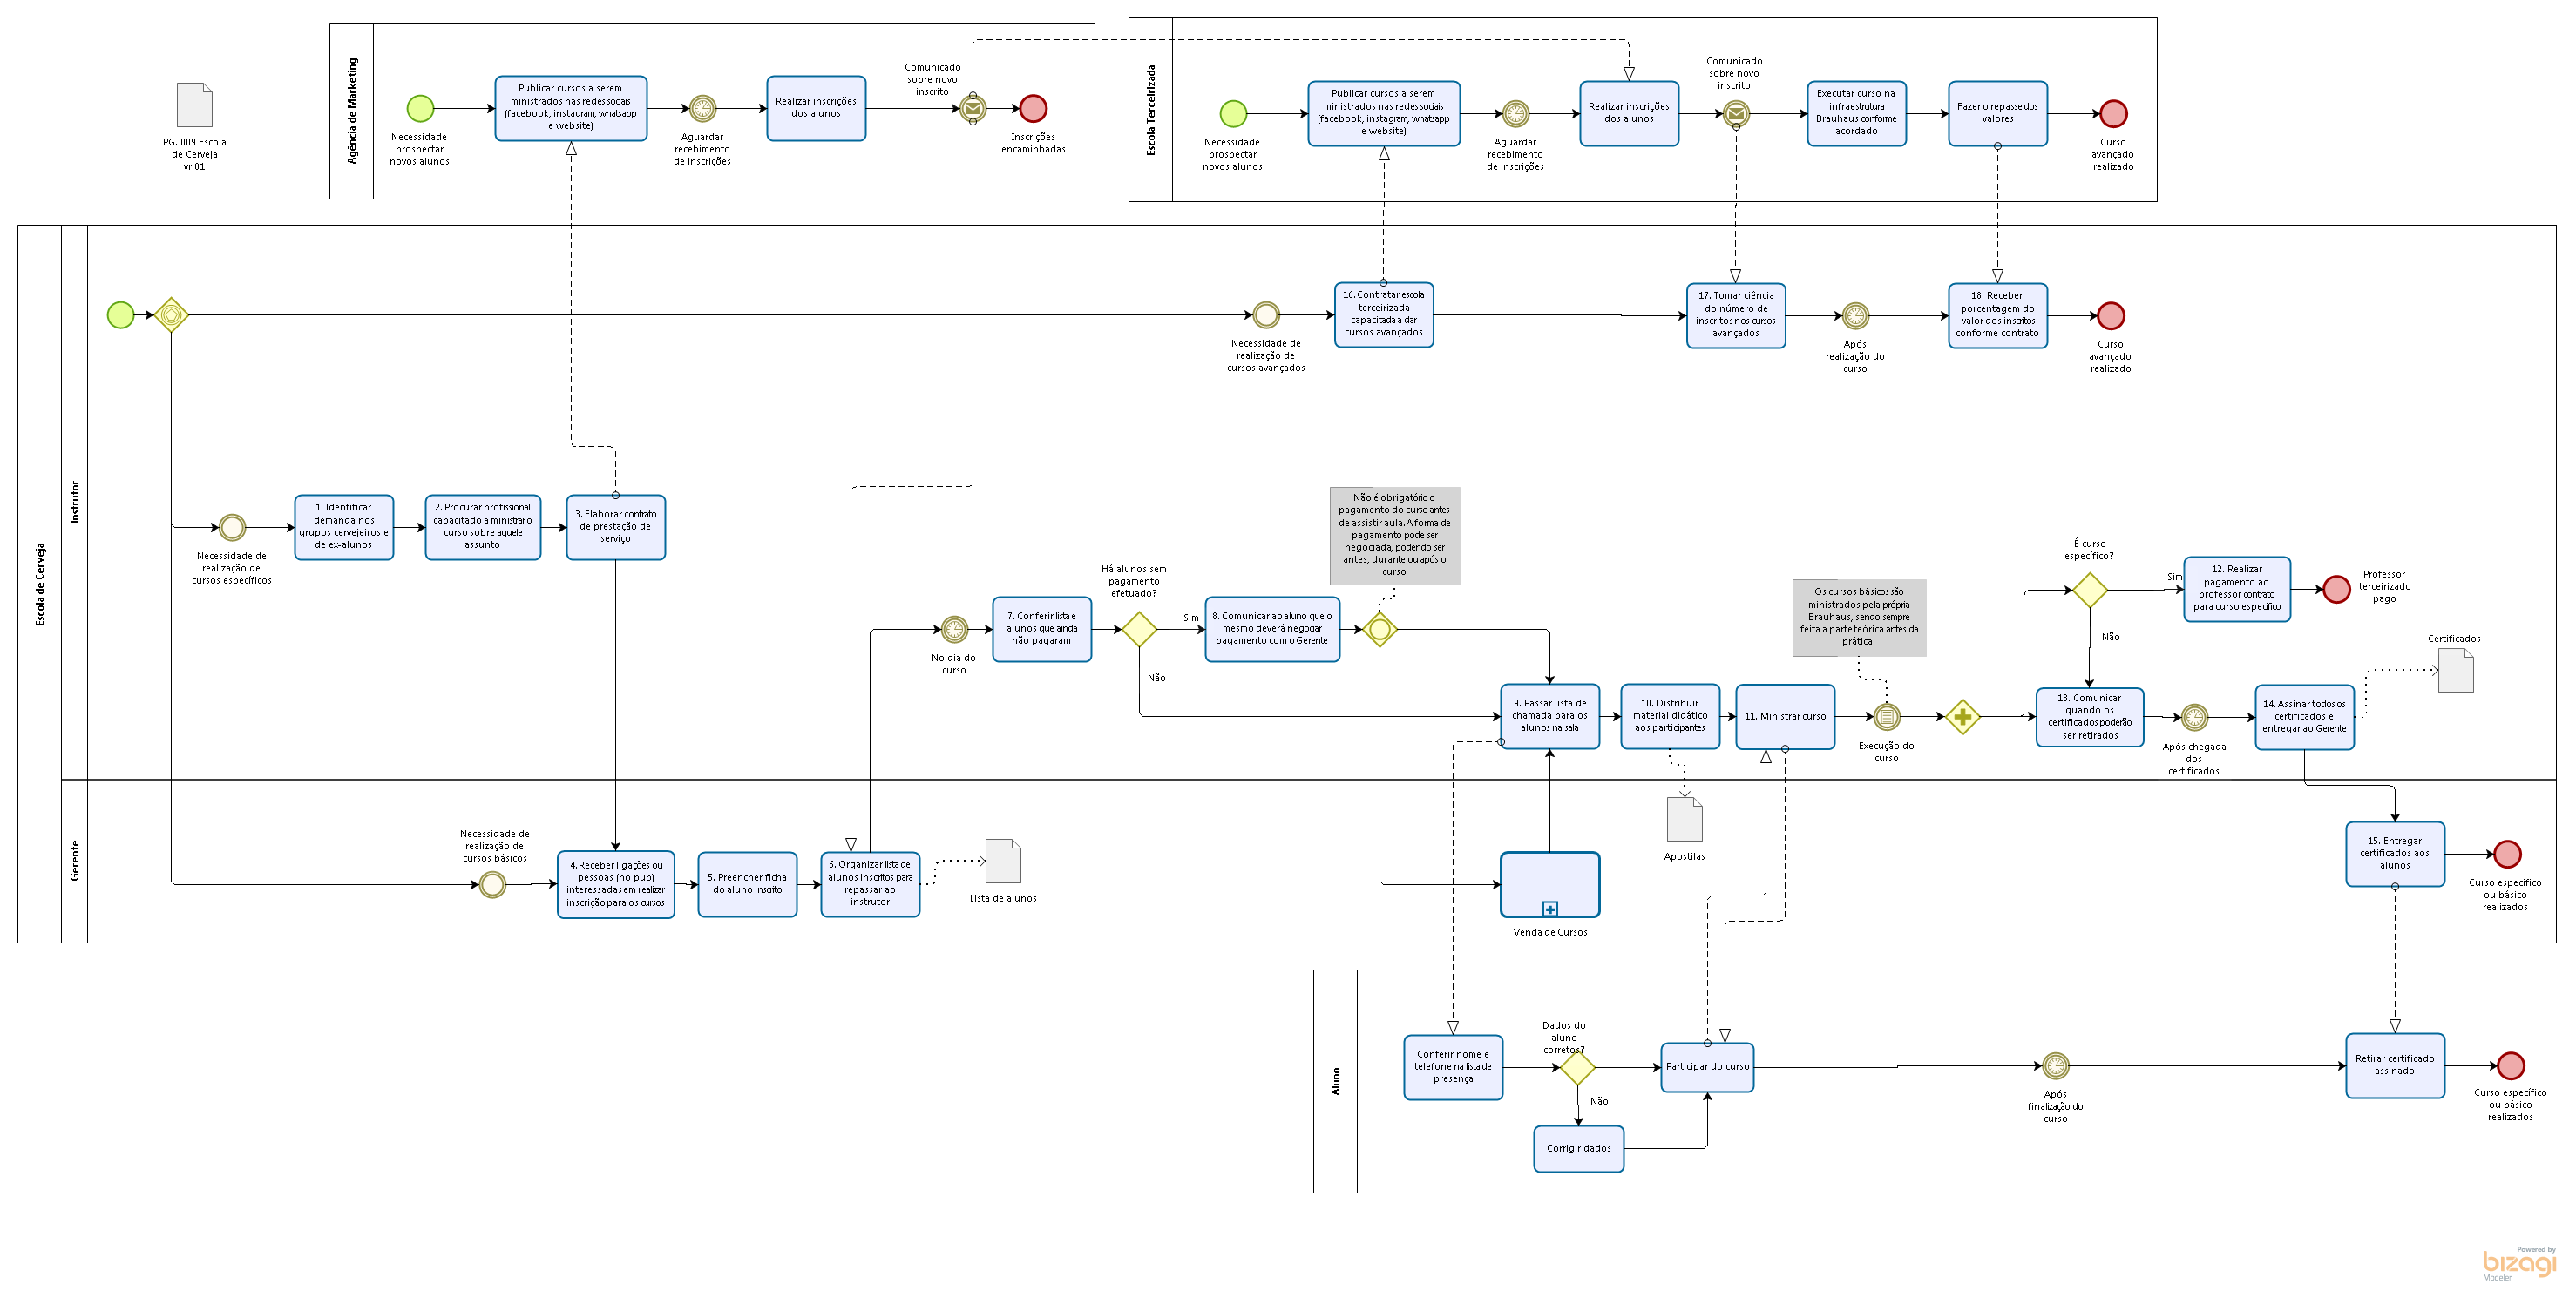 PG. 009 Escola
de Cerveja
vr.01
Agência de Marketing
Necessidade
prospectar
novos alunos
Publicar cursos a serem
ministrados nas redes sociais
(facebook, instagram, whatsapp
e website)
Aguardar
recebimento
de inscrições
Realizar inscrições
dos alunos
Comunicado
sobre novo
inscrito
Inscrições
encaminhadas
Escola Terceirizada
Necessidade
prospectar
novos alunos
Publicar cursos a serem
ministrados nas redes sociais
(facebook, instagram, whatsapp
e website)
Aguardar
recebimento
de inscrições
Realizar inscrições
dos alunos
Comunicado
sobre novo
inscrito
Executar curso na
infraestrutura
Brauhaus conforme
acordado
Fazer o repasse dos
valores
Curso
avançado
realizado
Escola de Cerveja
Instrutor
Necessidade de
realização de
cursos avançados
16. Contratar escola
terceirizada
capacitada a dar
cursos avançados
17. Tomar ciência
do número de
inscritos nos cursos
avançados
Após
realização do
curso
18. Receber
porcentagem do
valor dos inscritos
conforme contrato
Curso
avançado
realizado
Necessidade de
realização de
cursos específicos
1. Identificar
demanda nos
grupos cervejeiros e
de ex-alunos
2. Procurar profissional
capacitado a ministrar o
curso sobre aquele
assunto
3. Elaborar contrato
de prestação de
serviço
No dia do
curso
7. Conferir lista e
alunos que ainda
não pagaram
Há alunos sem
pagamento
efetuado?
Sim
Não
8. Comunicar ao aluno que o
mesmo deverá negociar
pagamento com o Gerente
Não é obrigatório o
pagamento do curso antes
de assistir aula. A forma de
pagamento pode ser
negociada, podendo ser
antes, durante ou após o
curso
9. Passar lista de
chamada para os
alunos na sala
10. Distribuir
material didático
aos participantes
Apostilas
11. Ministrar curso
Os cursos básicos são
ministrados pela própria
Brauhaus, sendo sempre
feita a parte teórica antes da
prática.
Execução do
curso
É curso
específico?
Sim
Não
12. Realizar
pagamento ao
professor contrato
para curso específico
Professor
terceirizado
pago
13. Comunicar
quando os
certificados poderão
ser retirados
Após chegada
dos
certificados
14. Assinar todos os
certificados e
entregar ao Gerente
Certificados
Gerente
Necessidade de
realização de
cursos básicos
4. Receber ligações ou
pessoas (no pub)
interessadas em realizar
inscrição para os cursos
5. Preencher ficha
do aluno inscrito
6. Organizar lista de
alunos inscritos para
repassar ao
instrutor
Lista de alunos
Venda de Cursos
15. Entregar
certificados aos
alunos
Curso específico
ou básico
realizados
Aluno
Conferir nome e
telefone na lista de
presença
Dados do
aluno
corretos?
Não
Corrigir dados
Participar do curso
Após
finalização do
curso
Retirar certificado
assinado
Curso específico
ou básico
realizados
Powered by
bizagi
Modeler